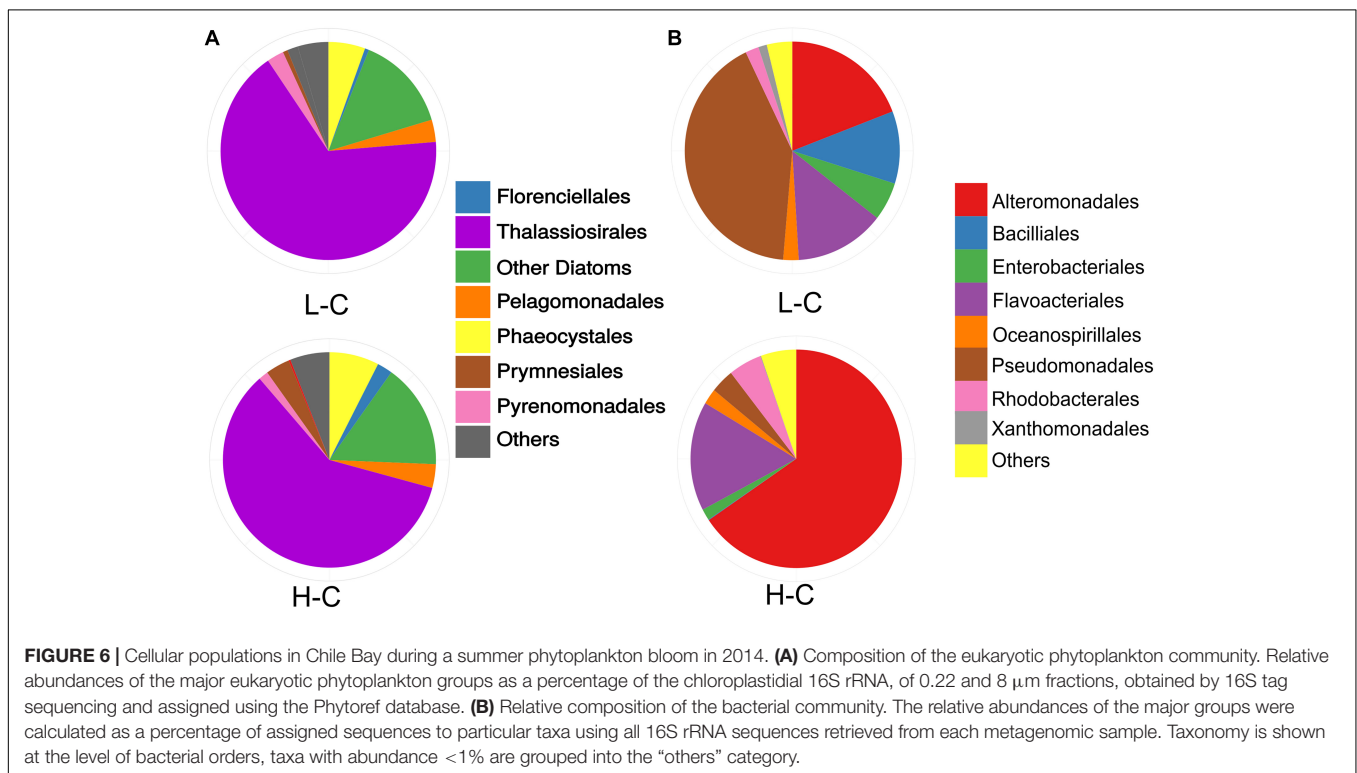 A
B
L-C
H-C
Florenciellales
Thalassiosirales
Other Diatoms
Pelagomonadales
Phaeocystales
Prymnesiales
Pyrenomonadales
Others
L-C
H-C
Alteromonadales
Bacilliales
Enterobacteriales
Flavoacteriales
Oceanospirillales
Pseudomonadales
Rhodobacterales
Xanthomonadales
Others
FIGURE 6 | Cellular populations in Chile Bay during a summer phytoplankton bloom in 2014. (A) Composition of the eukaryotic phytoplankton community. Relative
abundances of the major eukaryotic phytoplankton groups as a percentage of the chloroplastidial 16S rRNA, of 0.22 and 8 μm fractions, obtained by 16S tag
sequencing and assigned using the Phytoref database. (B) Relative composition of the bacterial community. The relative abundances of the major groups were
calculated as a percentage of assigned sequences to particular taxa using all 16S rRNA sequences retrieved from each metagenomic sample. Taxonomy is shown
at the level of bacterial orders, taxa with abundance <1% are grouped into the “others” category.